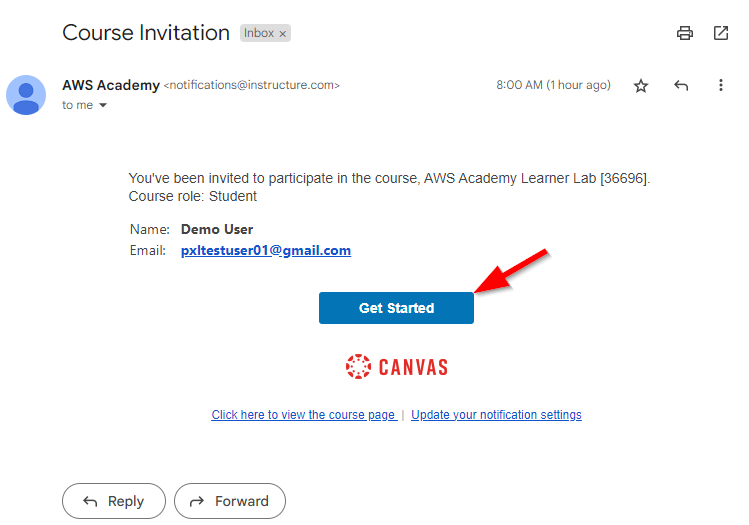 Course Invitation Inbox ×
AWS Academy <notifications@instructure.com> 8:00 AM (1 hour ago)
to me
You've been invited to participate in the course, AWS Academy Learner Lab [36696].
Course role: Student
Name: Demo User
Email: pxltestuser01@gmail.com
Get Started
CANVAS
Click here to view the course page | Update your notification settings
Reply Forward